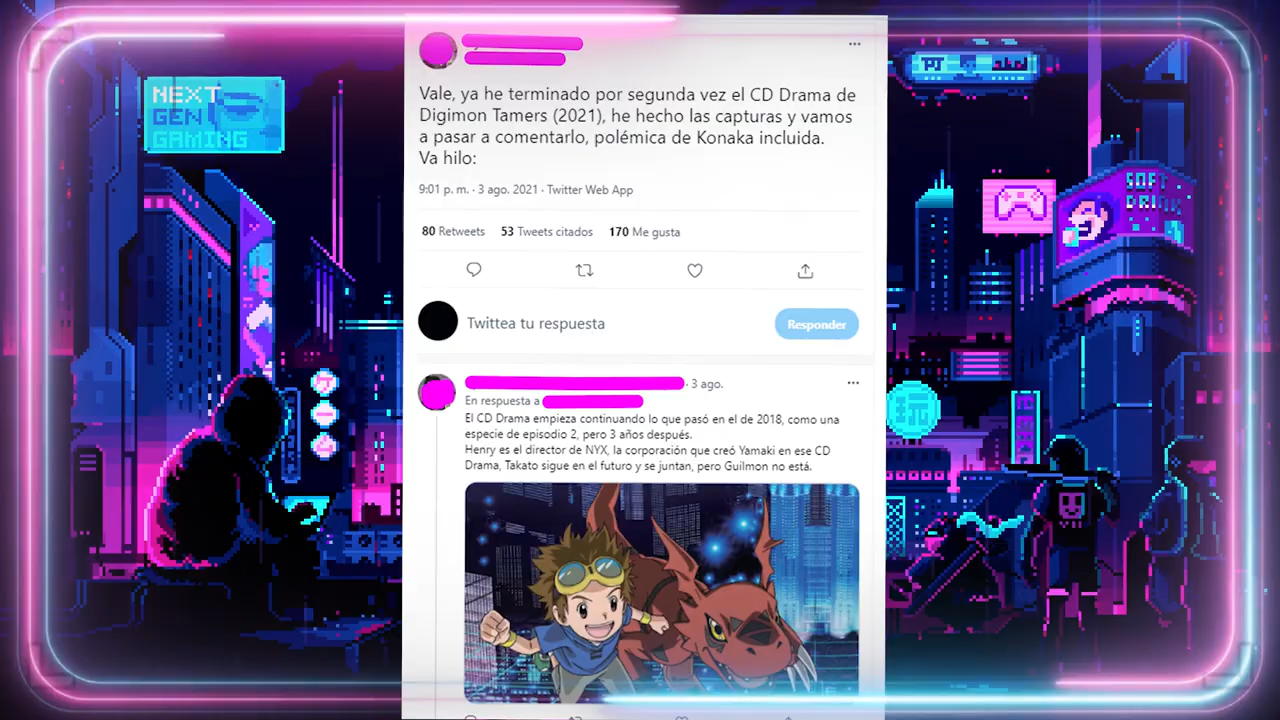 NEXT
GEN
GAMING
SOFT
DRINK
Vale, ya he terminado por segunda vez el CD Drama de
Digimon Tamers (2021), he hecho las capturas y vamos
a pasar a comentarlo, polémica de Konaka incluida.
Va hilo:
9:01 p. m. · 3 ago. 2021 · Twitter Web App
80 Retweets 53 Tweets citados 170 Me gusta
Twittea tu respuesta
Responder
· 3 ago.
En respuesta a
El CD Drama empieza continuando lo que pasó en el de 2018, como una
especie de episodio 2, pero 3 años después.
Henry es el director de NYX, la corporación que creó Yamaki en ese CD
Drama, Takato sigue en el futuro y se juntan, pero Guilmon no está.